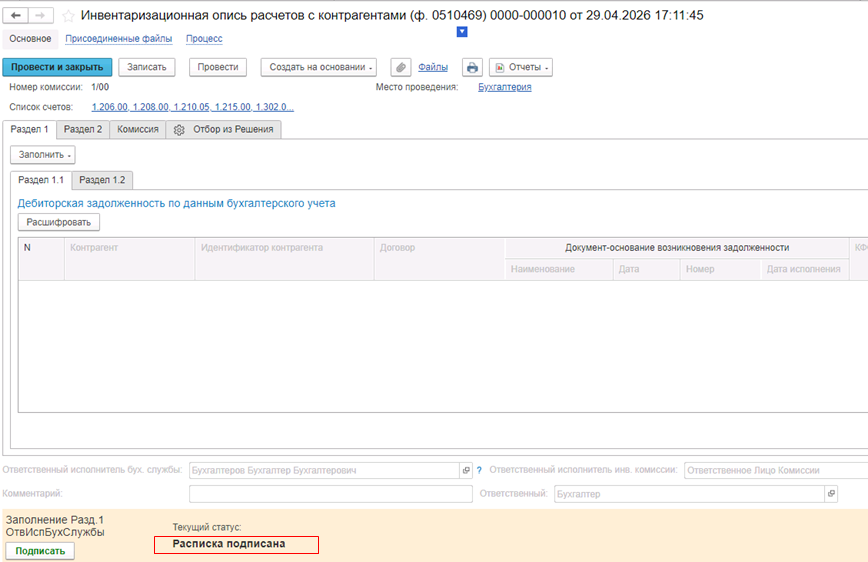 Инвентаризационная опись расчетов с контрагентами (ф. 0510469) 0000-000010 от 29.04.2026 17:11:45
Основное Присоединенные файлы Процесс
Провести и закрыть Записать Провести Создать на основании Файлы Отчеты
Номер комиссии: 1/00 Место проведения: Бухгалтерия
Список счетов: 1.206.00, 1.208.00, 1.210.05, 1.215.00, 1.302.0...
Раздел 1 Раздел 2 Комиссия Отбор из Решения
Заполнить
Раздел 1.1 Раздел 1.2
Дебиторская задолженность по данным бухгалтерского учета
Расшифровать
N Контрагент Идентификатор контрагента Договор Документ-основание возникновения задолженности КФ
Наименование Дата Номер Дата исполнения
Ответственный исполнитель бух. службы: Бухгалтеров Бухгалтер Бухгалтерович ? Ответственный исполнитель инв. комиссии: Ответственное Лицо Комиссии
Комментарий: Ответственный: Бухгалтер
Заполнение Разд.1
ОтвИспБухСлужбы
Текущий статус:
Расписка подписана
Подписать